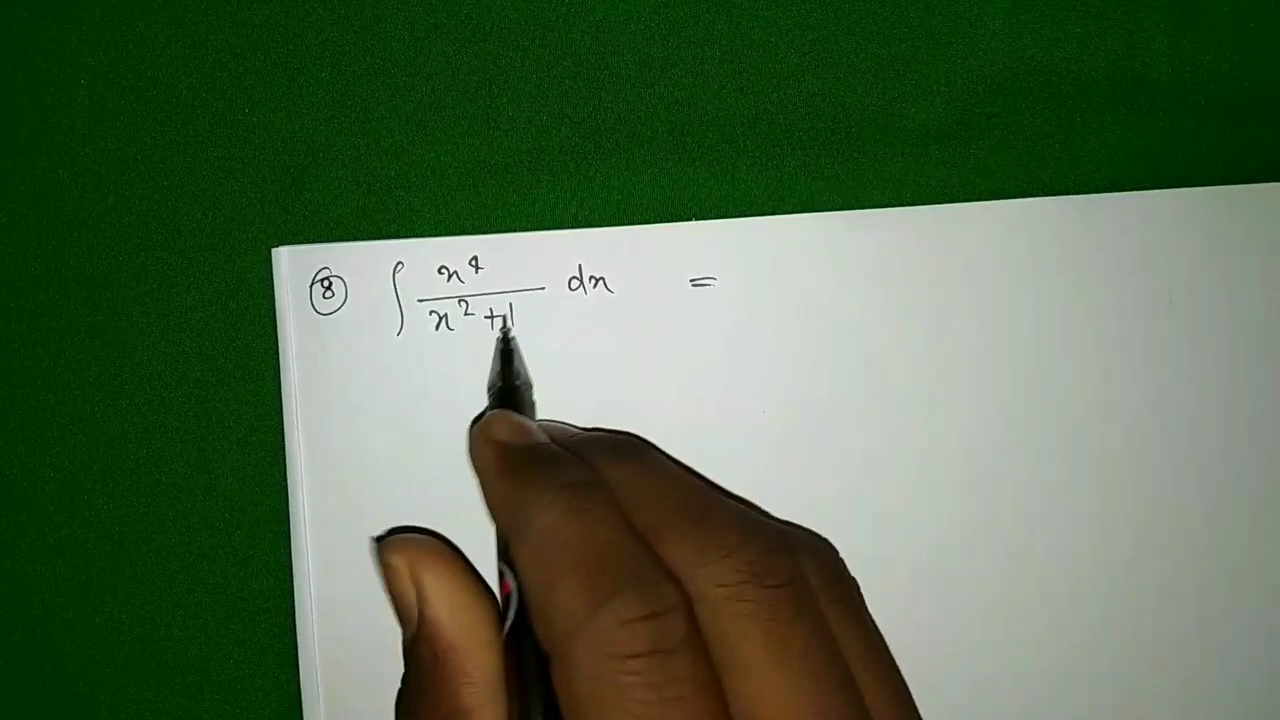 ⑧ ∫ x⁴/(x² + 1) dx =